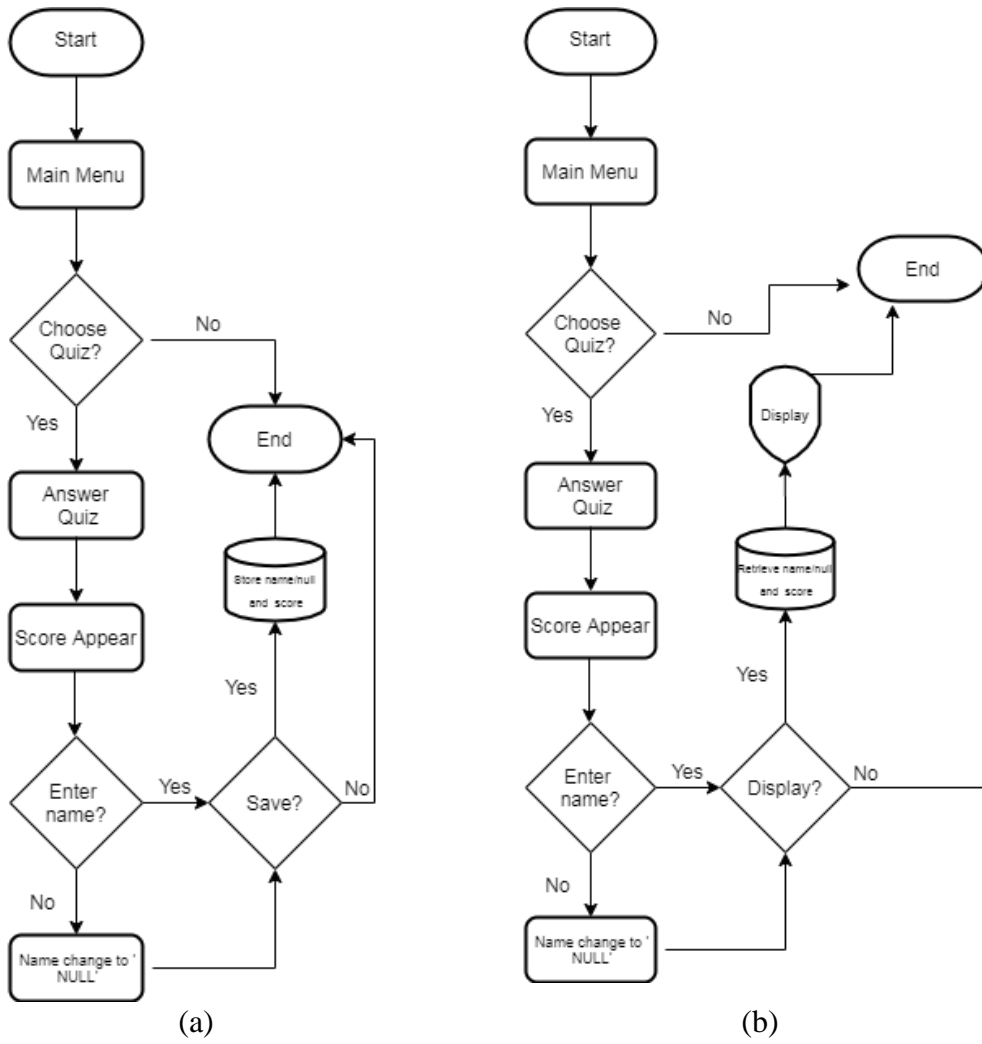 Start
Main Menu
Choose
Quiz?
No
Yes
End
Answer
Quiz
Store name/null
and score
Score Appear
Yes
Enter
name?
Yes
Save?
No
No
Name change to '
NULL'
(a)
Start
Main Menu
End
Choose
Quiz?
No
Yes
Display
Answer
Quiz
Retrieve name/null
and score
Score Appear
Yes
Enter
name?
Yes
Display?
No
No
Name change to '
NULL'
(b)